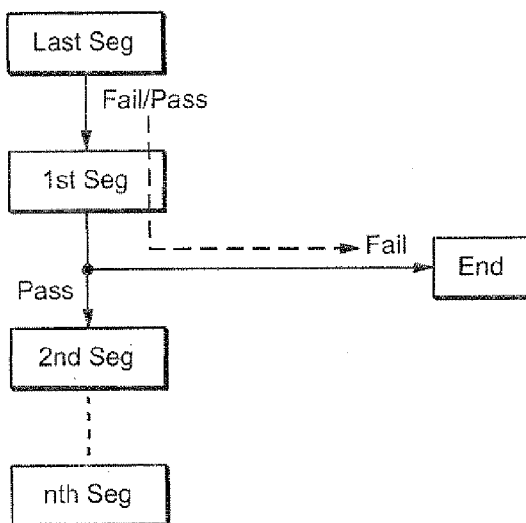 Last Seg
Fail/Pass
1st Seg
Fail
End
Pass
2nd Seg
nth Seg